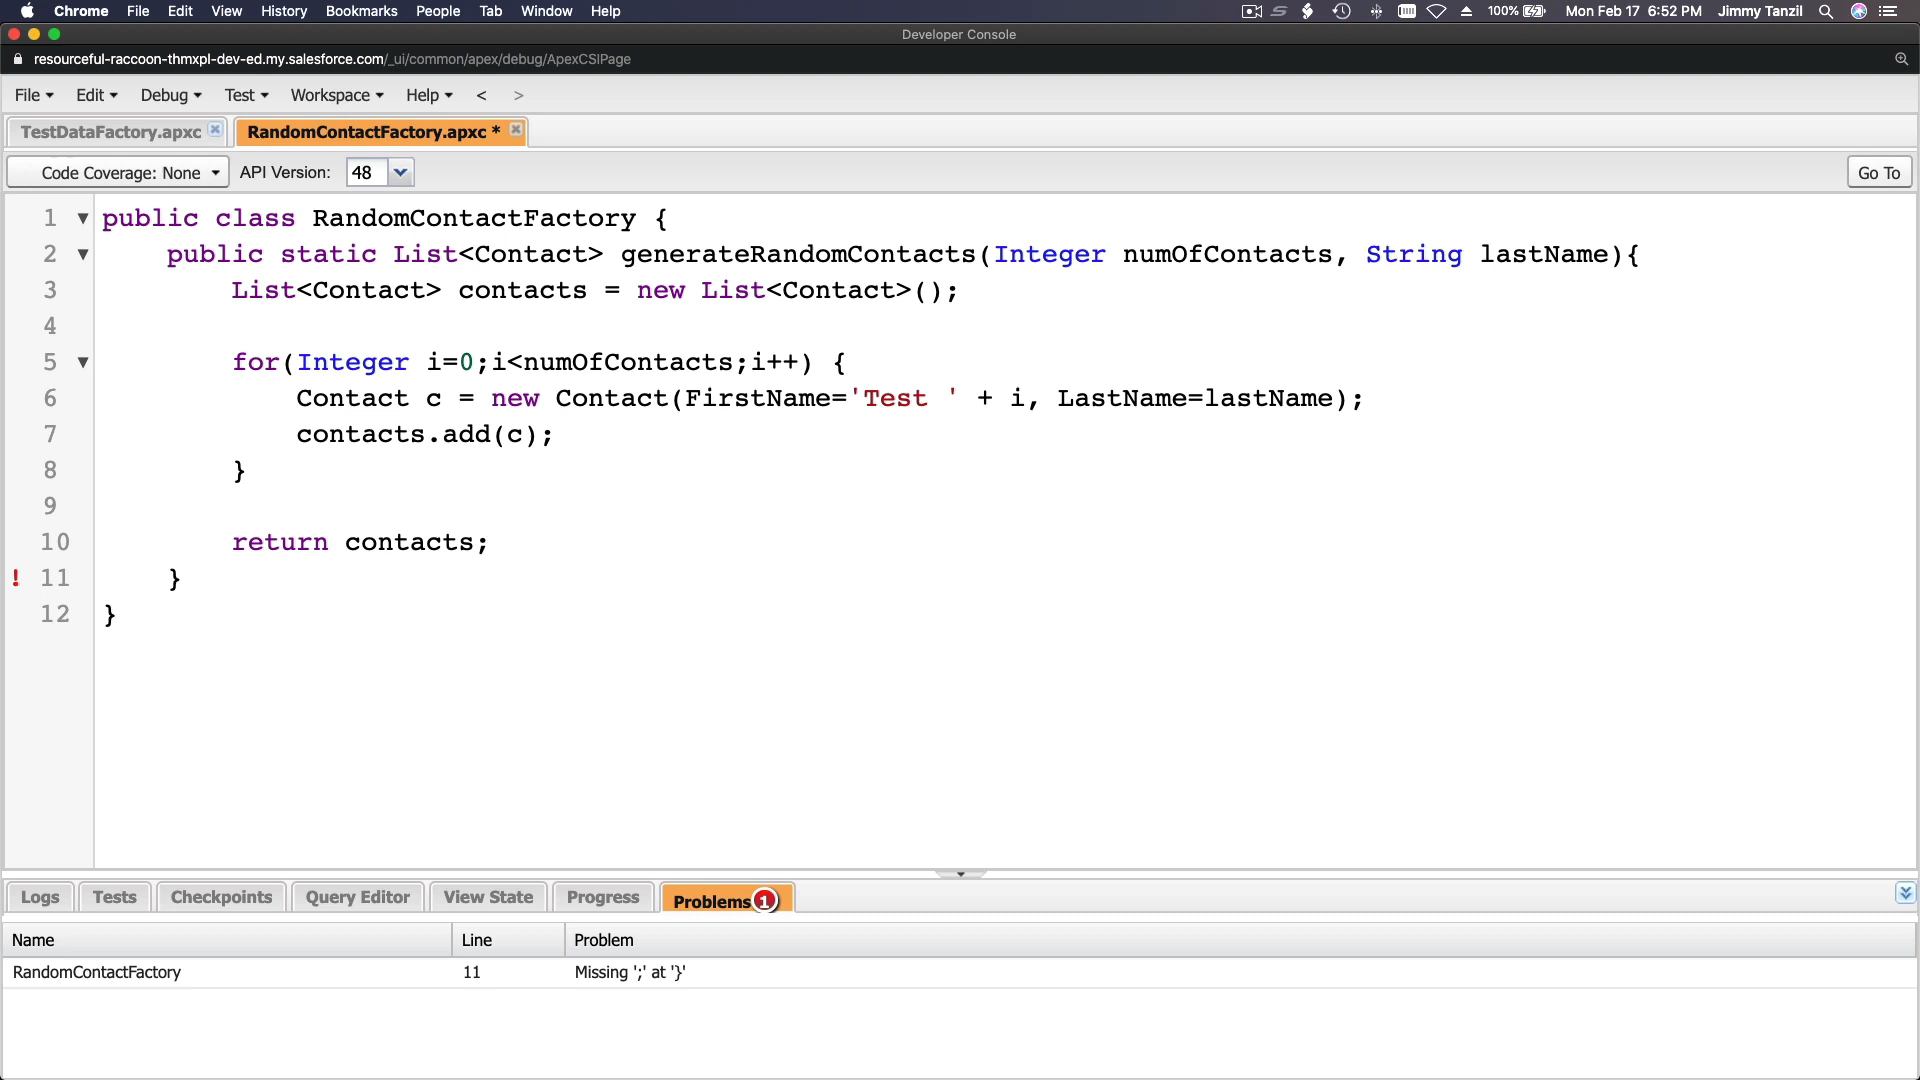 Chrome File Edit View History Bookmarks People Tab Window Help 100% Mon Feb 17 6:52 PM Jimmy Tanzil
Developer Console
resourceful-raccoon-thmxpl-dev-ed.my.salesforce.com/_ui/common/apex/debug/ApexCSIPage
File Edit Debug Test Workspace Help < >
TestDataFactory.apxc RandomContactFactory.apxc *
Code Coverage: None API Version: 48 Go To
1 public class RandomContactFactory {
2 public static List<Contact> generateRandomContacts(Integer numOfContacts, String lastName){
3 List<Contact> contacts = new List<Contact>();
4
5 for(Integer i=0;i<numOfContacts;i++) {
6 Contact c = new Contact(FirstName='Test ' + i, LastName=lastName);
7 contacts.add(c);
8 }
9
10 return contacts;
! 11 }
12 }
Logs Tests Checkpoints Query Editor View State Progress Problems 1
Name Line Problem
RandomContactFactory 11 Missing ';' at '}'